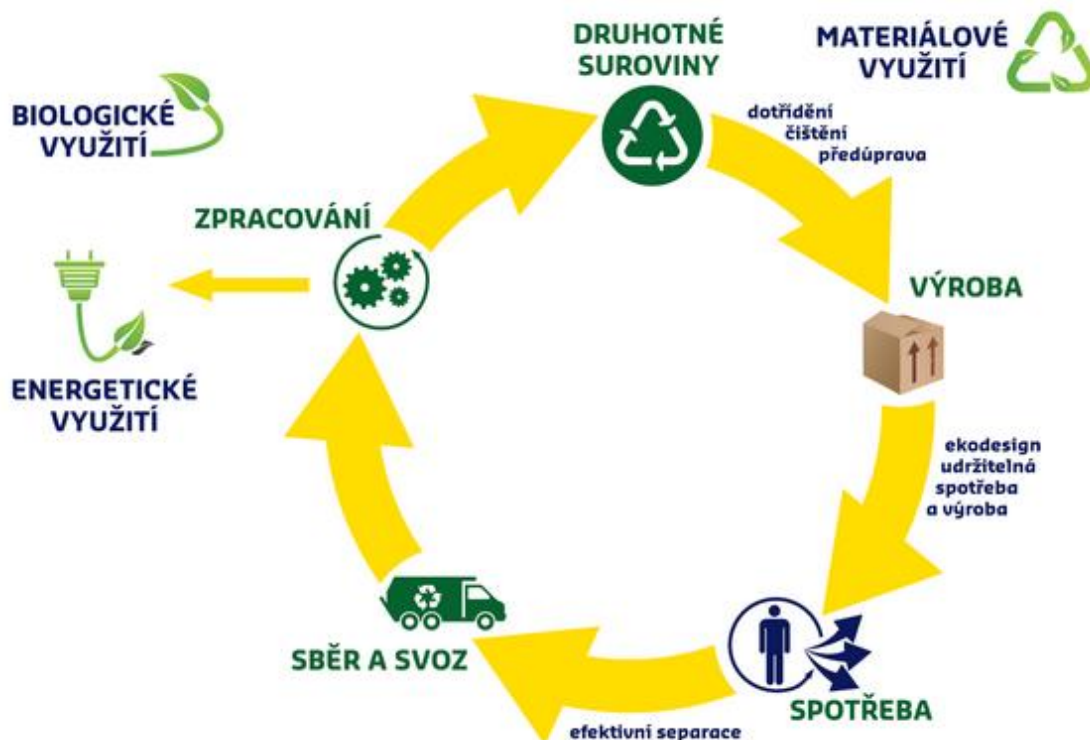 DRUHOTNÉ
SUROVINY
MATERIÁLOVÉ
VYUŽITÍ
BIOLOGICKÉ
VYUŽITÍ
dotřídění
čištění
předúprava
ZPRACOVÁNÍ
VÝROBA
ENERGETICKÉ
VYUŽITÍ
ekodesign
udržitelná
spotřeba
a výroba
SBĚR A SVOZ
SPOTŘEBA
efektivní separace